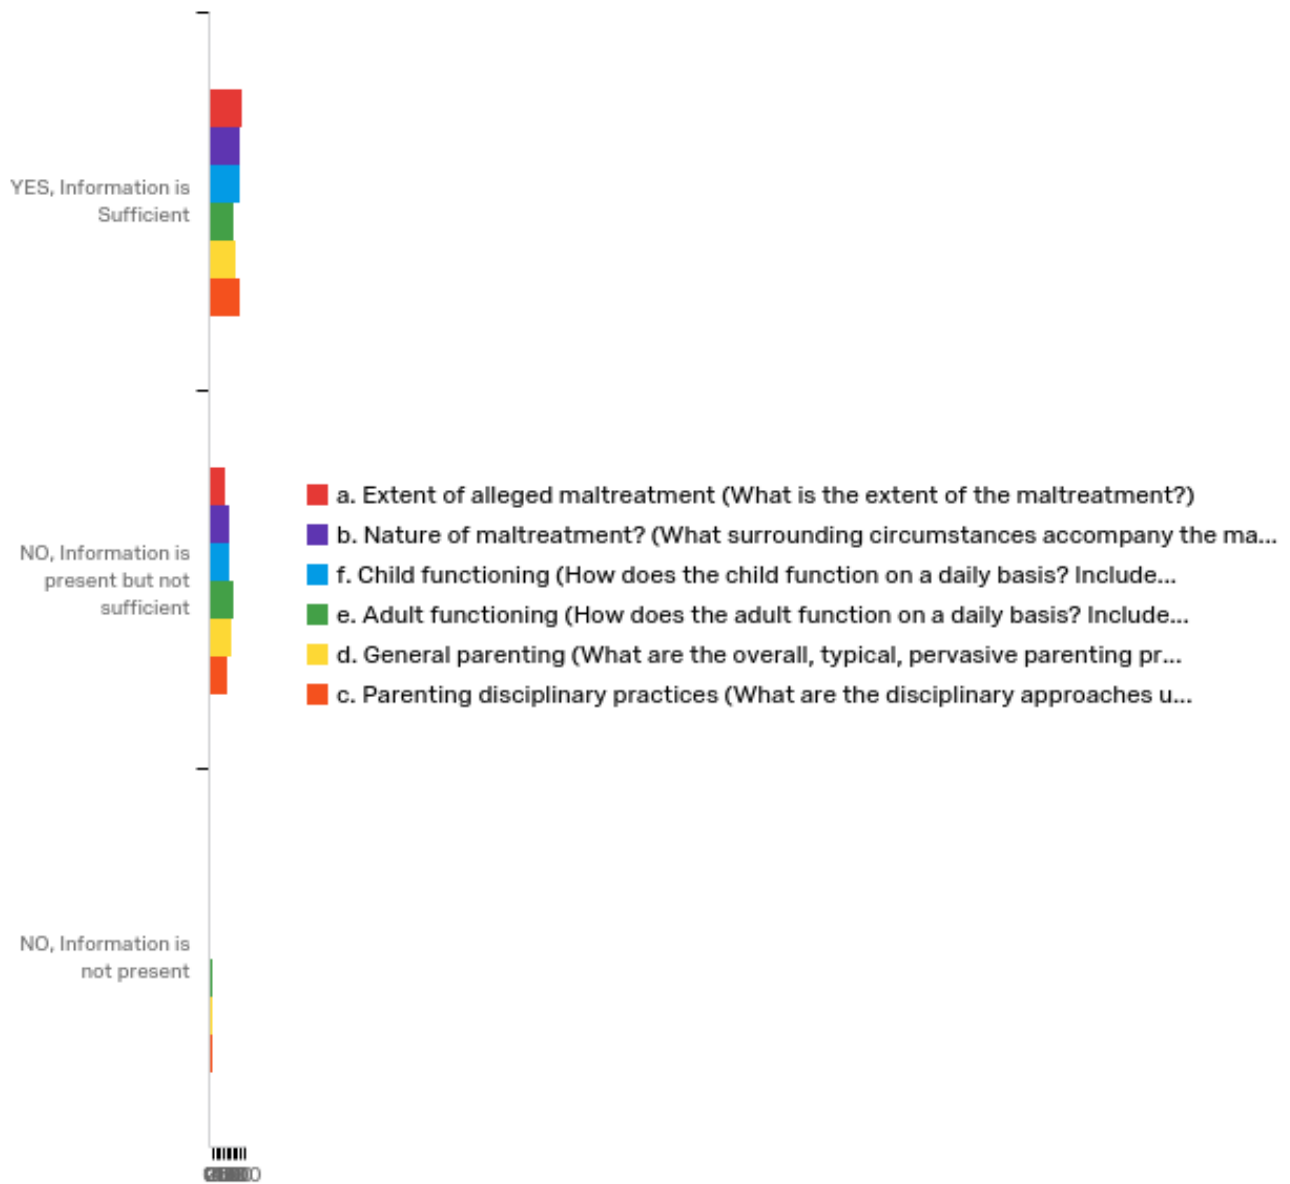 YES, Information is
Sufficient
NO, Information is
present but not
sufficient
a. Extent of alleged maltreatment (What is the extent of the maltreatment?)
b. Nature of maltreatment? (What surrounding circumstances accompany the ma...
f. Child functioning (How does the child function on a daily basis? Include...
e. Adult functioning (How does the adult function on a daily basis? Include...
d. General parenting (What are the overall, typical, pervasive parenting pr...
c. Parenting disciplinary practices (What are the disciplinary approaches u...
NO, Information is
not present